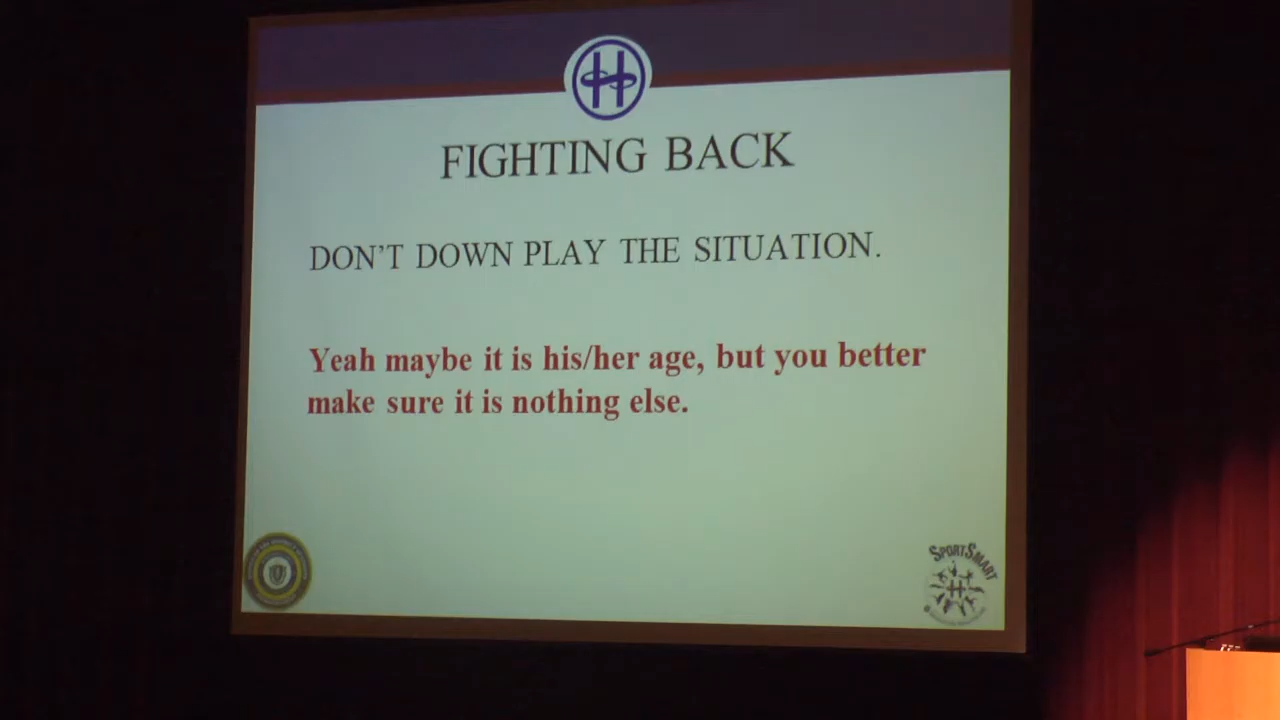 H
FIGHTING BACK
DON'T DOWN PLAY THE SITUATION.
Yeah maybe it is his/her age, but you better
make sure it is nothing else.
SPORTSMART
H